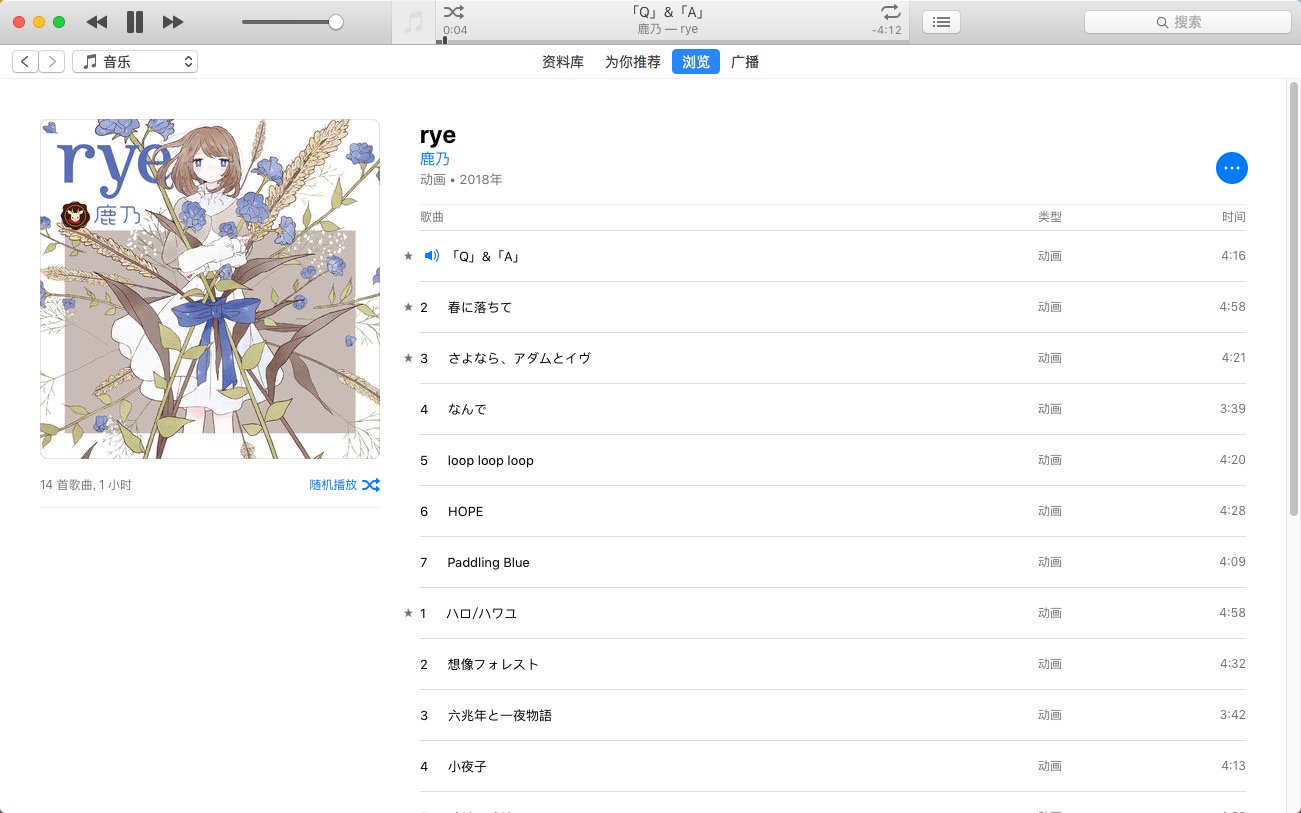 「Q」&「A」
0:04
鹿乃 — rye
-4:12
搜索
音乐
资料库 为你推荐 浏览 广播
rye
鹿乃
rye
鹿乃
动画 • 2018年
歌曲 类型 时间
「Q」&「A」 动画 4:16
2 春に落ちて 动画 4:58
3 さよなら、アダムとイヴ 动画 4:21
4 なんで 动画 3:39
5 loop loop loop 动画 4:20
6 HOPE 动画 4:28
7 Paddling Blue 动画 4:09
1 ハロ/ハワユ 动画 4:58
2 想像フォレスト 动画 4:32
3 六兆年と一夜物語 动画 3:42
4 小夜子 动画 4:13
14 首歌曲, 1 小时
随机播放